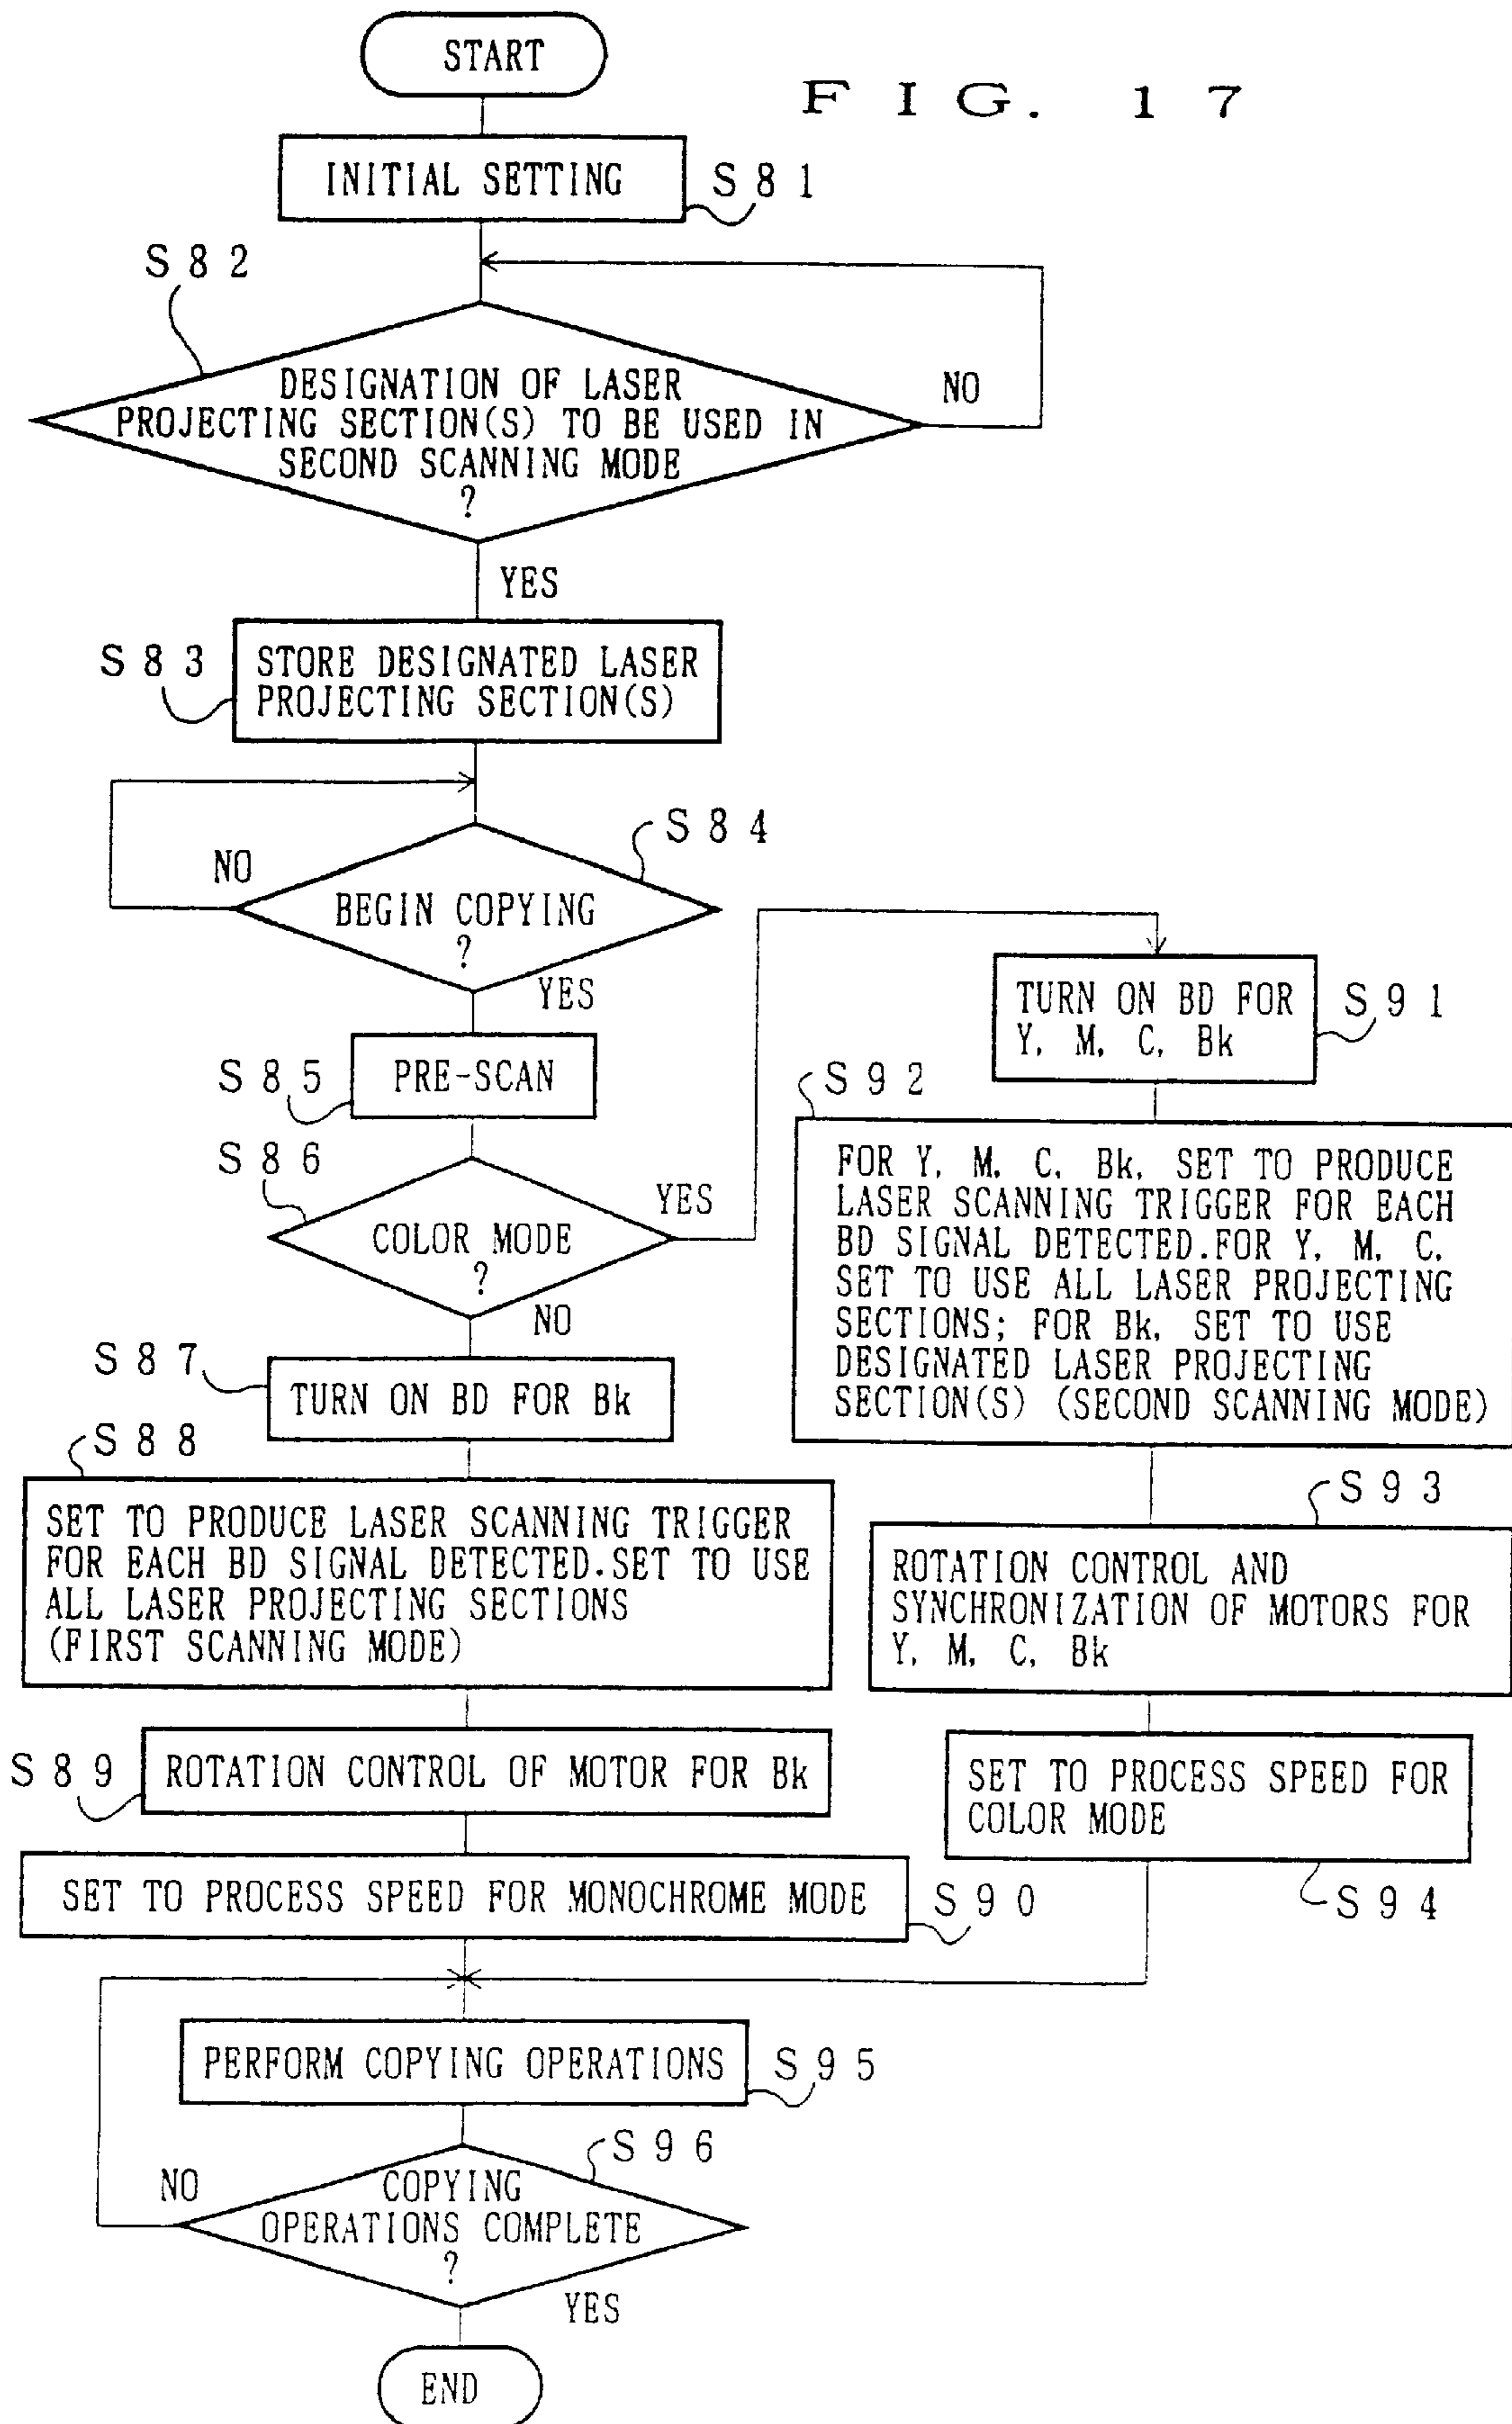 START
F I G. 1 7
INITIAL SETTING
S 8 1
S 8 2
DESIGNATION OF LASER
PROJECTING SECTION(S) TO BE USED IN
SECOND SCANNING MODE
?
NO
YES
S 8 3
STORE DESIGNATED LASER
PROJECTING SECTION(S)
S 8 4
NO
BEGIN COPYING
?
YES
S 8 5
PRE-SCAN
S 8 6
COLOR MODE
?
YES
NO
S 8 7
TURN ON BD FOR Bk
S 8 8
SET TO PRODUCE LASER SCANNING TRIGGER
FOR EACH BD SIGNAL DETECTED.SET TO USE
ALL LASER PROJECTING SECTIONS
(FIRST SCANNING MODE)
S 8 9
ROTATION CONTROL OF MOTOR FOR Bk
SET TO PROCESS SPEED FOR MONOCHROME MODE
S 9 0
TURN ON BD FOR
Y, M, C, Bk
S 9 1
S 9 2
FOR Y, M, C, Bk, SET TO PRODUCE
LASER SCANNING TRIGGER FOR EACH
BD SIGNAL DETECTED.FOR Y, M, C,
SET TO USE ALL LASER PROJECTING
SECTIONS; FOR Bk, SET TO USE
DESIGNATED LASER PROJECTING
SECTION(S) (SECOND SCANNING MODE)
S 9 3
ROTATION CONTROL AND
SYNCHRONIZATION OF MOTORS FOR
Y, M, C, Bk
SET TO PROCESS SPEED FOR
COLOR MODE
S 9 4
PERFORM COPYING OPERATIONS
S 9 5
S 9 6
NO
COPYING
OPERATIONS COMPLETE
?
YES
END